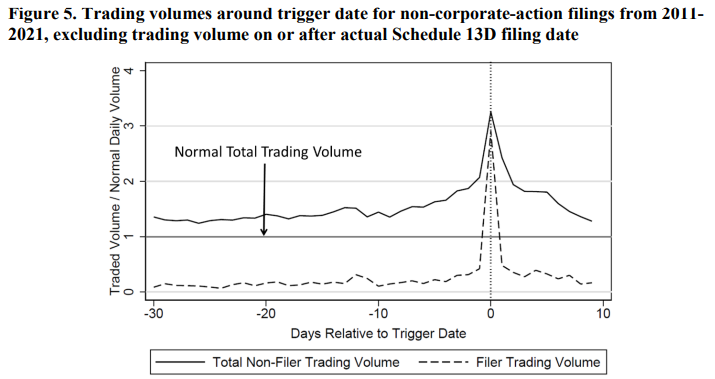 Figure 5. Trading volumes around trigger date for non-corporate-action filings from 2011-
2021, excluding trading volume on or after actual Schedule 13D filing date
Traded Volume / Normal Daily Volume
4
3
2
1
0
Normal Total Trading Volume
-30
-20
-10
0
10
Days Relative to Trigger Date
Total Non-Filer Trading Volume
Filer Trading Volume